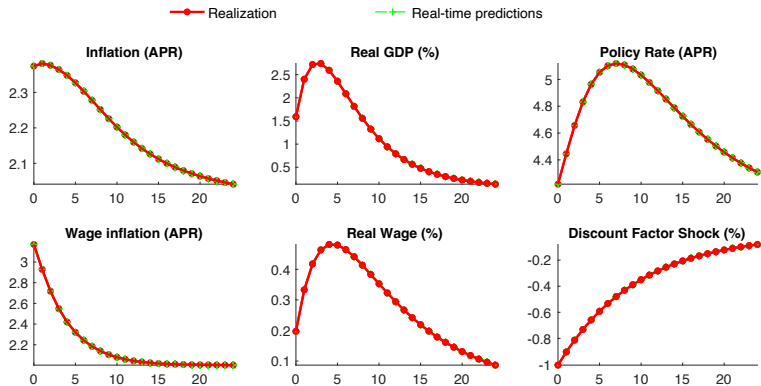 Realization
Real-time predictions
Inflation (APR)
2.3
2.2
2.1
0 5 10 15 20
Real GDP (%)
2.5
2
1.5
1
0.5
0 5 10 15 20
Policy Rate (APR)
5
4.8
4.6
4.4
0 5 10 15 20
Wage inflation (APR)
3
2.8
2.6
2.4
2.2
0 5 10 15 20
Real Wage (%)
0.4
0.3
0.2
0.1
0 5 10 15 20
Discount Factor Shock (%)
-0.2
-0.4
-0.6
-0.8
-1
0 5 10 15 20